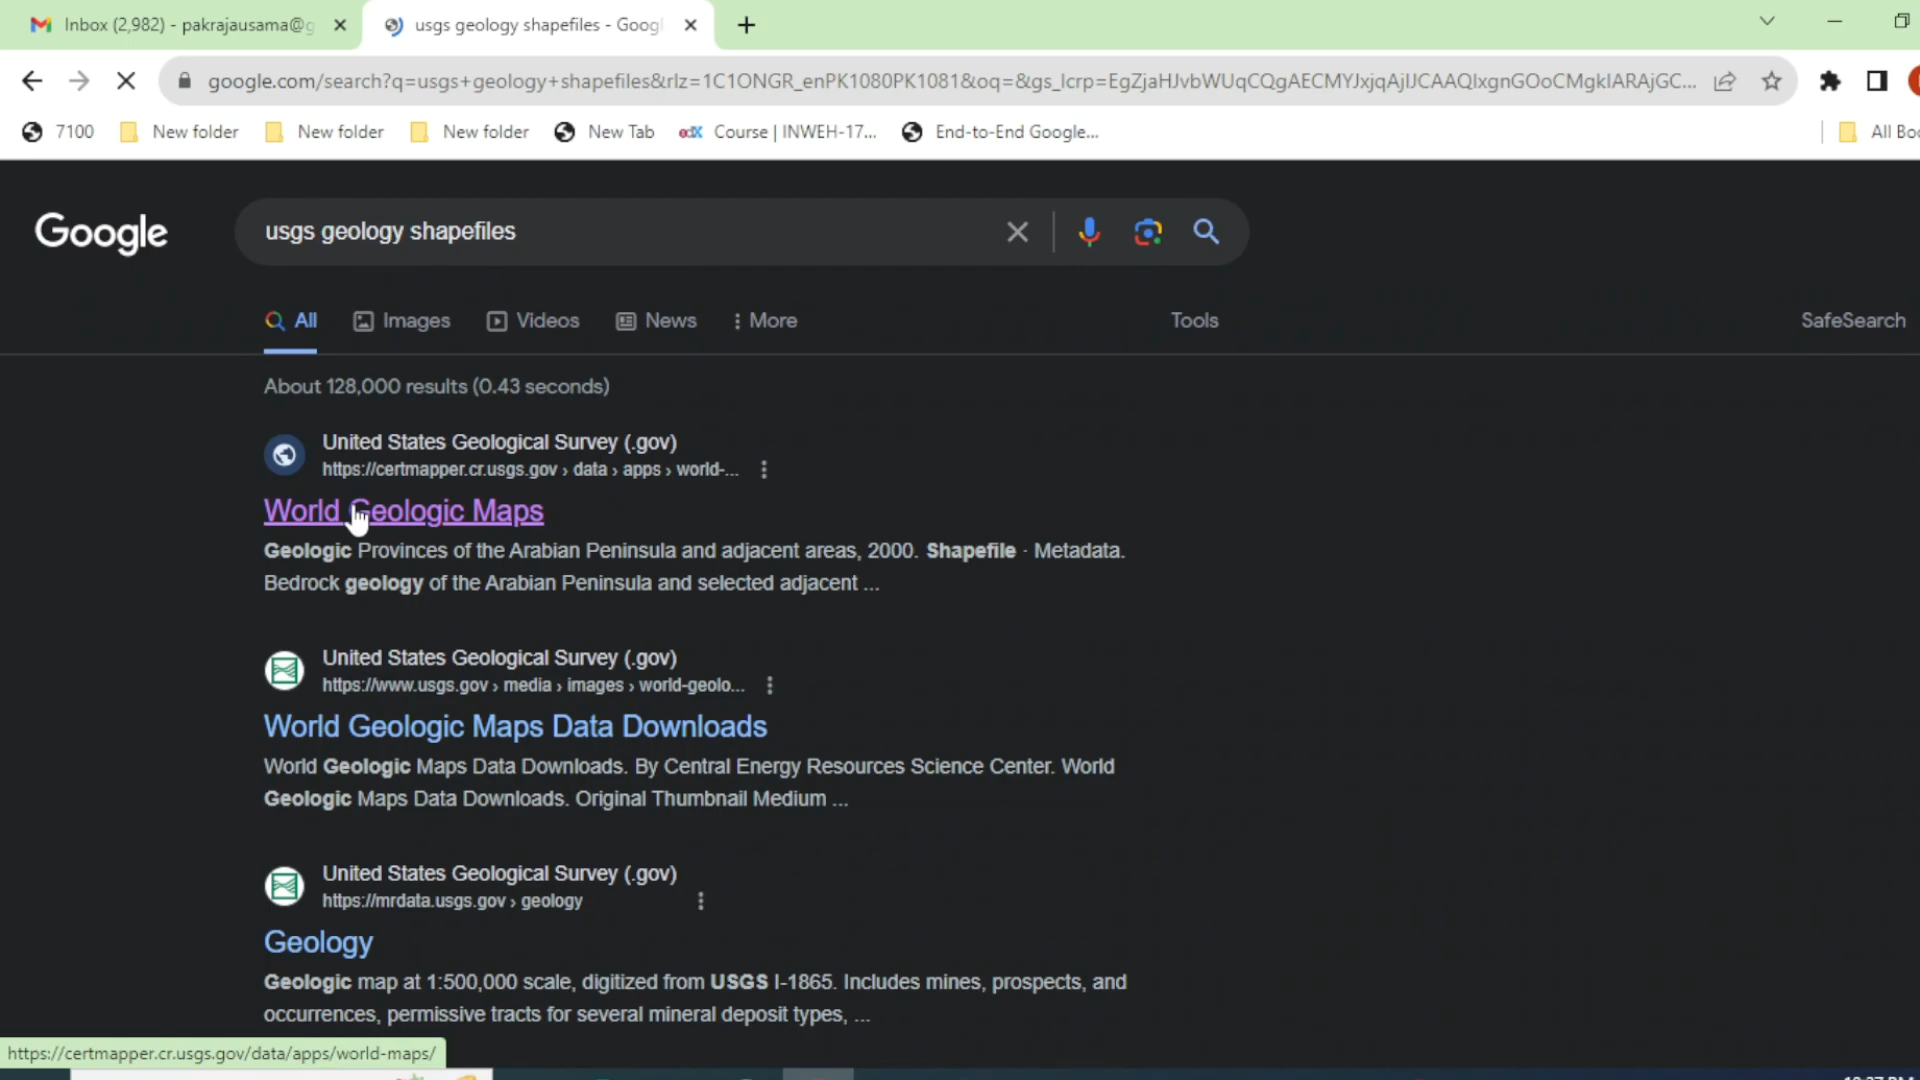 Inbox (2,982) - pakrajausama@g
usgs geology shapefiles - Googl
google.com/search?q=usgs+geology+shapefiles&rlz=1C1ONGR_enPK1080PK1081&oq=&gs_lcrp=EgZjaHJvbWUqCQgAECMYJxjqAjIJCAAQIxgnGOoCMgkIARAjGC...
7100
New folder
New folder
New folder
New Tab
edX
Course | INWEH-17...
End-to-End Google...
All Boo
Google
usgs geology shapefiles
All
Images
Videos
News
More
Tools
SafeSearch
About 128,000 results (0.43 seconds)
United States Geological Survey (.gov)
https://certmapper.cr.usgs.gov › data › apps › world-...
World Geologic Maps
Geologic Provinces of the Arabian Peninsula and adjacent areas, 2000. Shapefile · Metadata.
Bedrock geology of the Arabian Peninsula and selected adjacent ...
United States Geological Survey (.gov)
https://www.usgs.gov › media › images › world-geolo...
World Geologic Maps Data Downloads
World Geologic Maps Data Downloads. By Central Energy Resources Science Center. World
Geologic Maps Data Downloads. Original Thumbnail Medium ...
United States Geological Survey (.gov)
https://mrdata.usgs.gov › geology
Geology
Geologic map at 1:500,000 scale, digitized from USGS I-1865. Includes mines, prospects, and
occurrences, permissive tracts for several mineral deposit types, ...
https://certmapper.cr.usgs.gov/data/apps/world-maps/